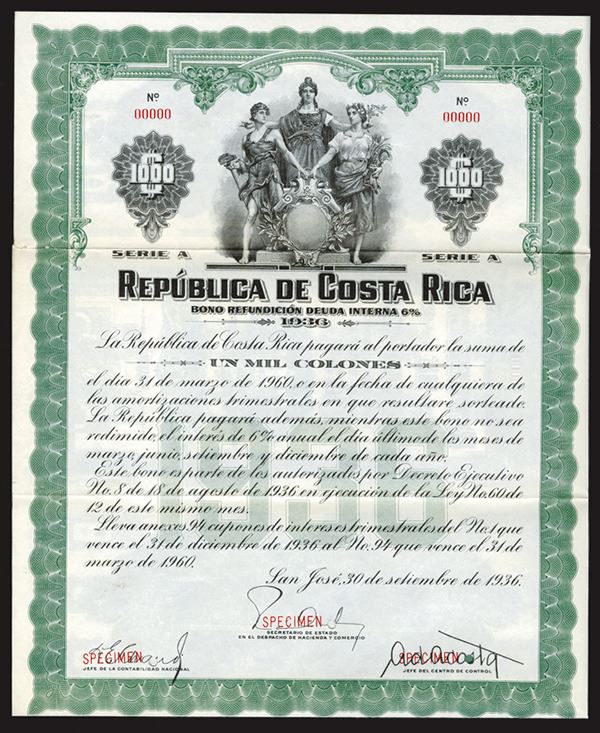 Nº Nº
00000 00000
₡ 1000 ₡ 1000
SERIE A SERIE A
REPÚBLICA DE COSTA RICA
BONO REFUNDICIÓN DEUDA INTERNA 6%
1936
La República de Costa Rica pagará al portador la suma de
UN MIL COLONES
el día 31 de marzo de 1960, o en la fecha de cualquiera de
las amortizaciones trimestrales en que resultare sorteado.
La República pagará además, mientras este bono no sea
redimido, el interés de 6% anual el día último de los meses de
marzo, junio, setiembre y diciembre de cada año.
Este bono es parte de los autorizados por Decreto Ejecutivo
No. 8 de 18 de agosto de 1936 en ejecución de la Ley No. 60 de
12 de este mismo mes.
Lleva anexos 94 cupones de intereses trimestrales del No. 1 que
vence el 31 de diciembre de 1936 al No. 94 que vence el 31 de
marzo de 1960.
San José, 30 de setiembre de 1936.
1936
SPECIMEN
SECRETARIO DE ESTADO
EN EL DESPACHO DE HACIENDA Y COMERCIO
SPECIMEN SPECIMEN
JEFE DE LA CONTABILIDAD NACIONAL JEFE DEL CENTRO DE CONTROL